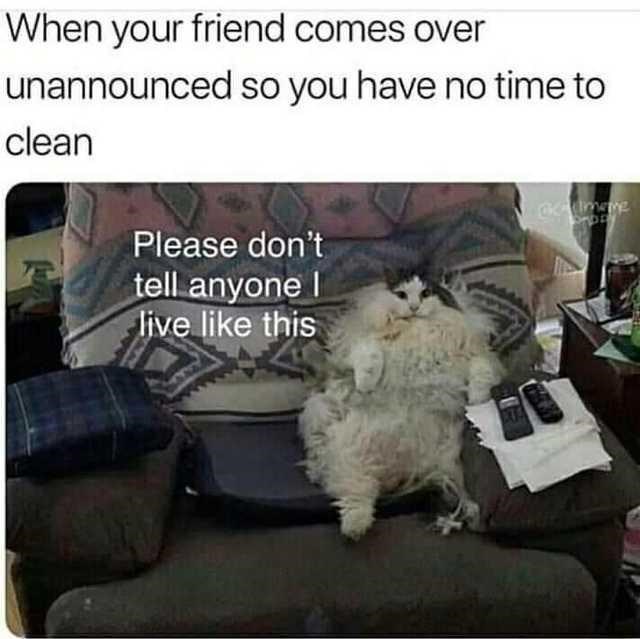 When your friend comes over
unannounced so you have no time to
clean
Please don't
tell anyone I
live like this